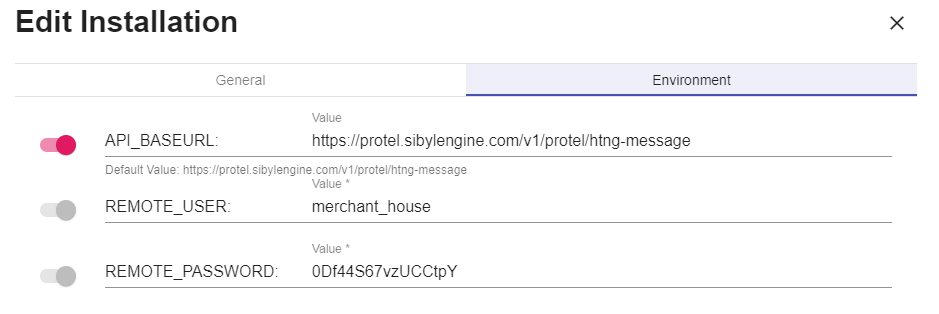 Edit Installation
General
Environment
Value
API_BASEURL: https://protel.sibylengine.com/v1/protel/htng-message
Default Value: https://protel.sibylengine.com/v1/protel/htng-message
Value *
REMOTE_USER: merchant_house
Value *
REMOTE_PASSWORD: 0Df44S67vzUCCtpY